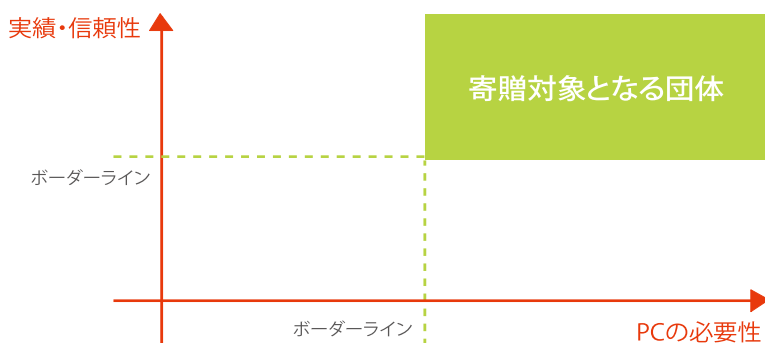 実績・信頼性
寄贈対象となる団体
ボーダーライン
ボーダーライン
PCの必要性